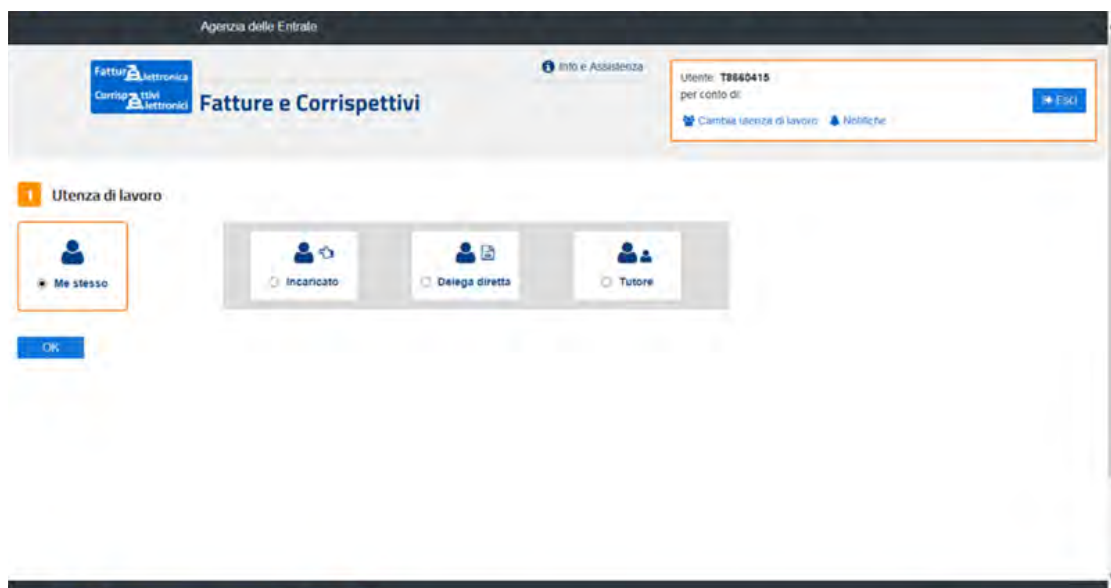 Agenzia delle Entrate
Fattura Elettronica
Corrispettivi Elettronici
Fatture e Corrispettivi
Info e Assistenza
Utente: T8660415
per conto di:
Cambia utenza di lavoro Notifiche
Esci
1 Utenza di lavoro
Me stesso Incaricato Delega diretta Tutore
OK